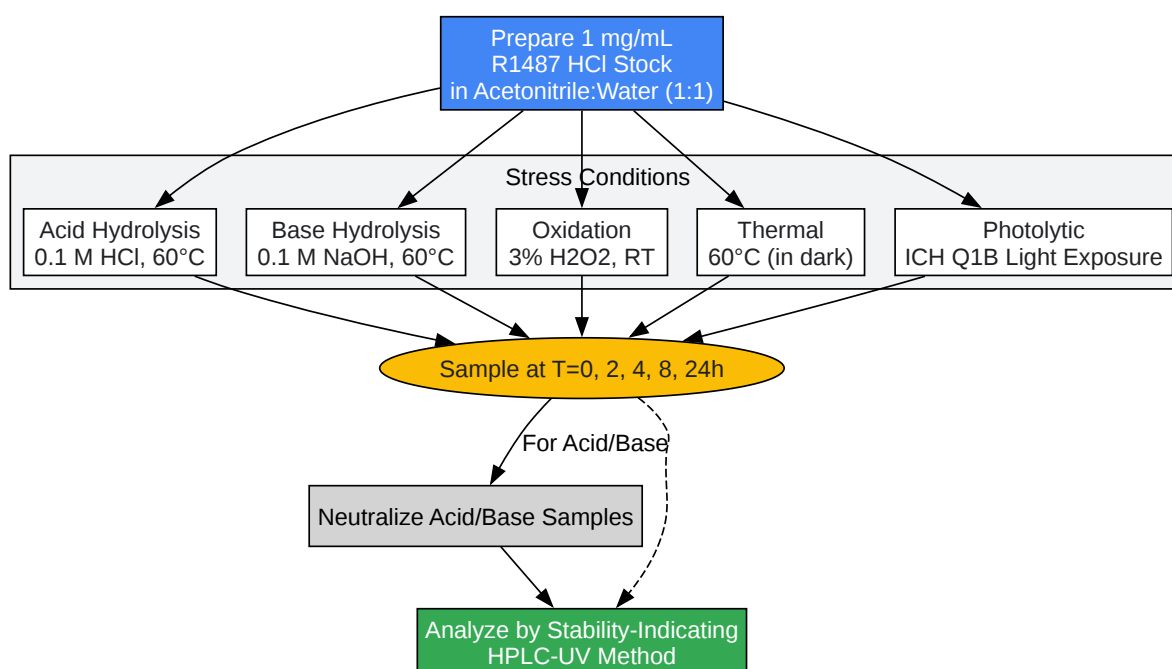 Prepare 1 mg/mL
R1487 HCl Stock
in Acetonitrile:Water (1:1)
Stress Conditions
Acid Hydrolysis
0.1 M HCl, 60°C
Base Hydrolysis
0.1 M NaOH, 60°C
Oxidation
3% H2O2, RT
Thermal
60°C (in dark)
Photolytic
ICH Q1B Light Exposure
Sample at T=0, 2, 4, 8, 24h
For Acid/Base
Neutralize Acid/Base Samples
Analyze by Stability-Indicating
HPLC-UV Method